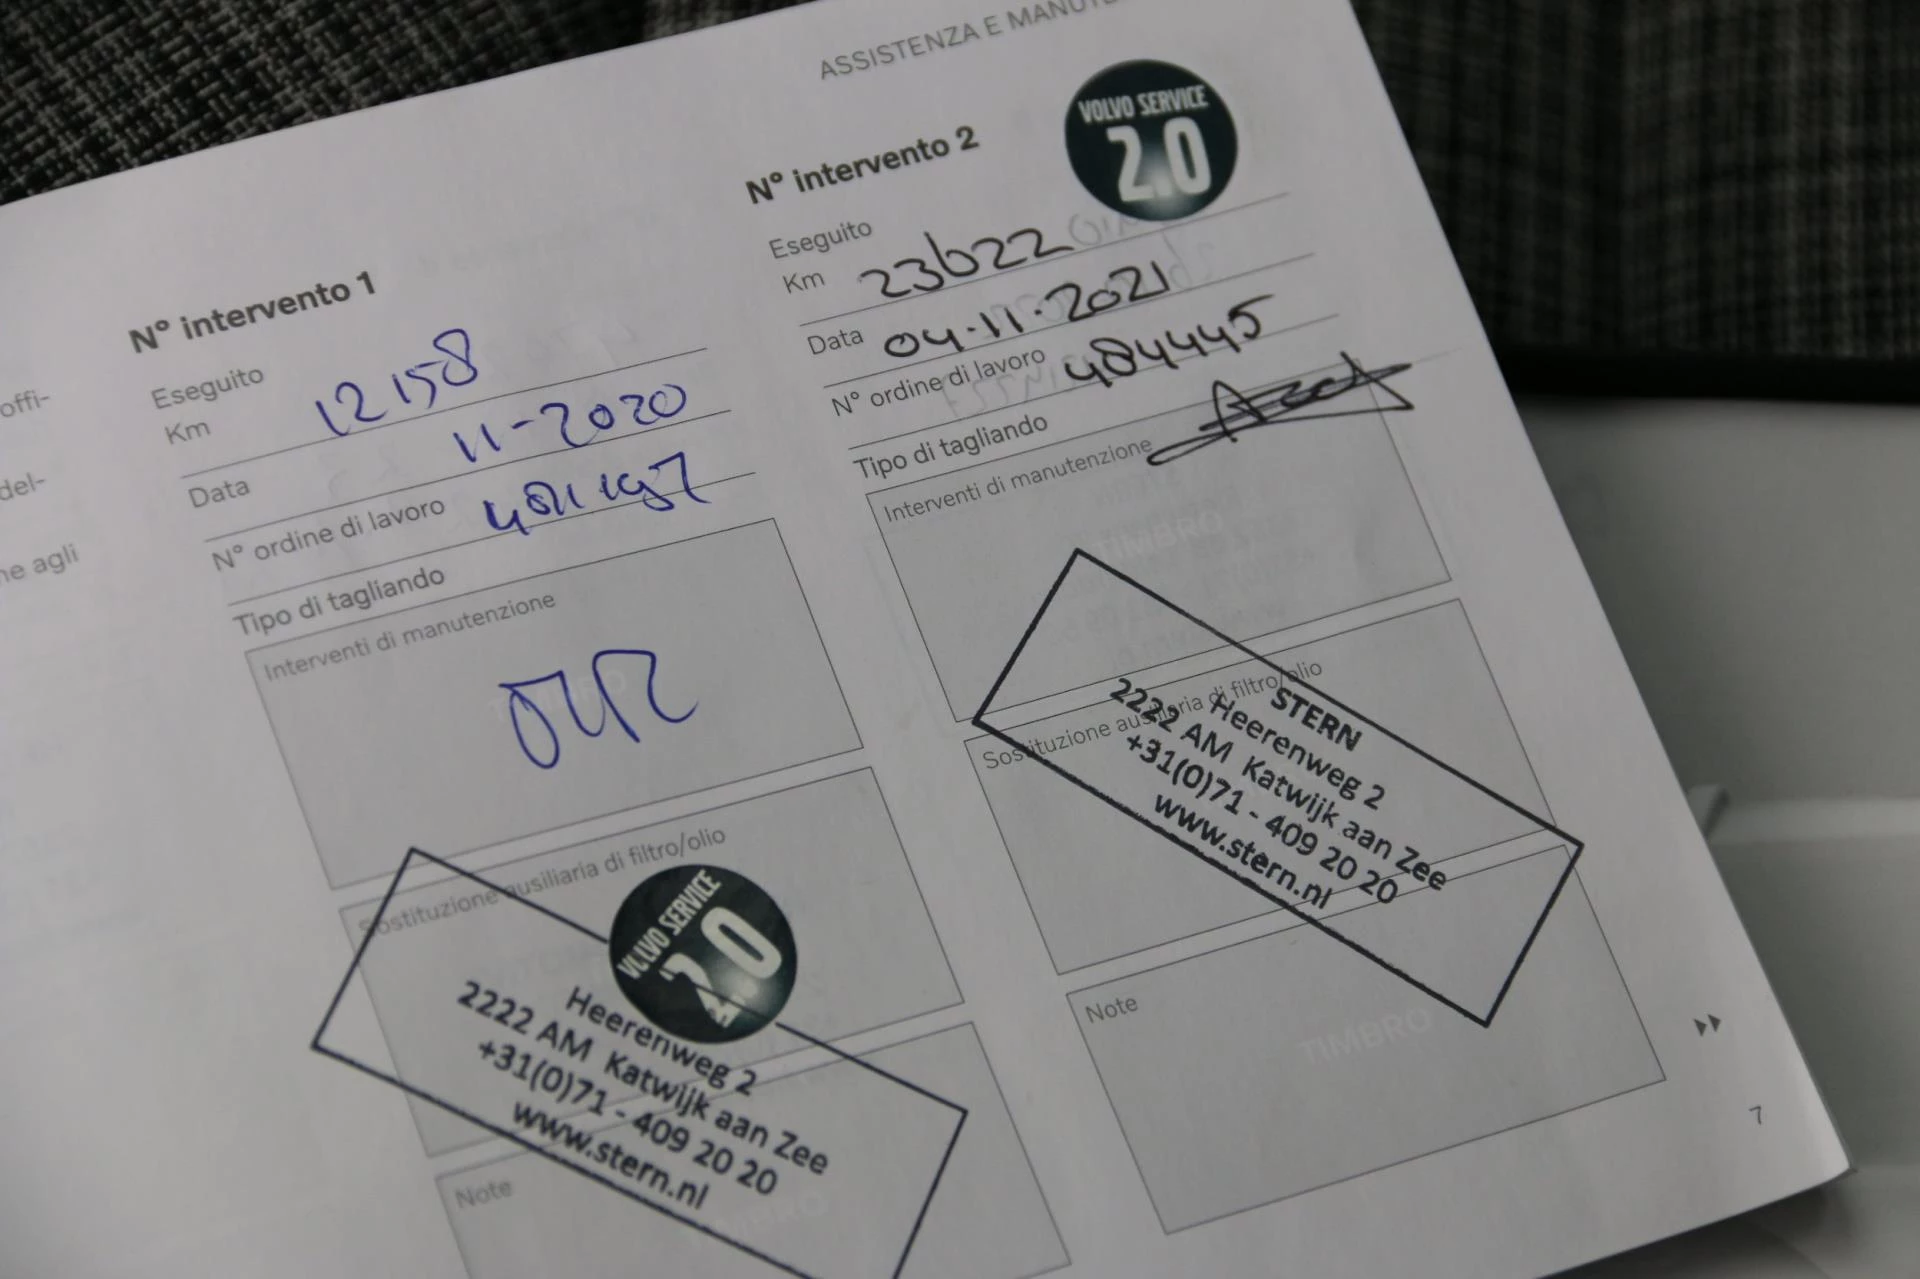 ASSISTENZA E
offi-
del-
ne agli
N° intervento 1
Eseguito
Km 12158
Data 11-2020
N° ordine di lavoro
Tipo di tagliando
Interventi di manutenzione
Sostituzione ausiliaria di filtro/olio
VOLVO SERVICE
2.0
Heerenweg 2
2222 AM Katwijk aan Zee
+31(0)71 - 409 20 20
www.stern.nl
Note
TIMBRO
N° intervento 2
VOLVO SERVICE
2.0
Eseguito
Km 23622
Data 04-11-2021
N° ordine di lavoro 484445
Tipo di tagliando
Interventi di manutenzione
TIMBRO
Sostituzione ausiliaria di filtro/olio
STERN
Heerenweg 2
2222 AM Katwijk aan Zee
+31(0)71 - 409 20 20
www.stern.nl
Note
TIMBRO
7